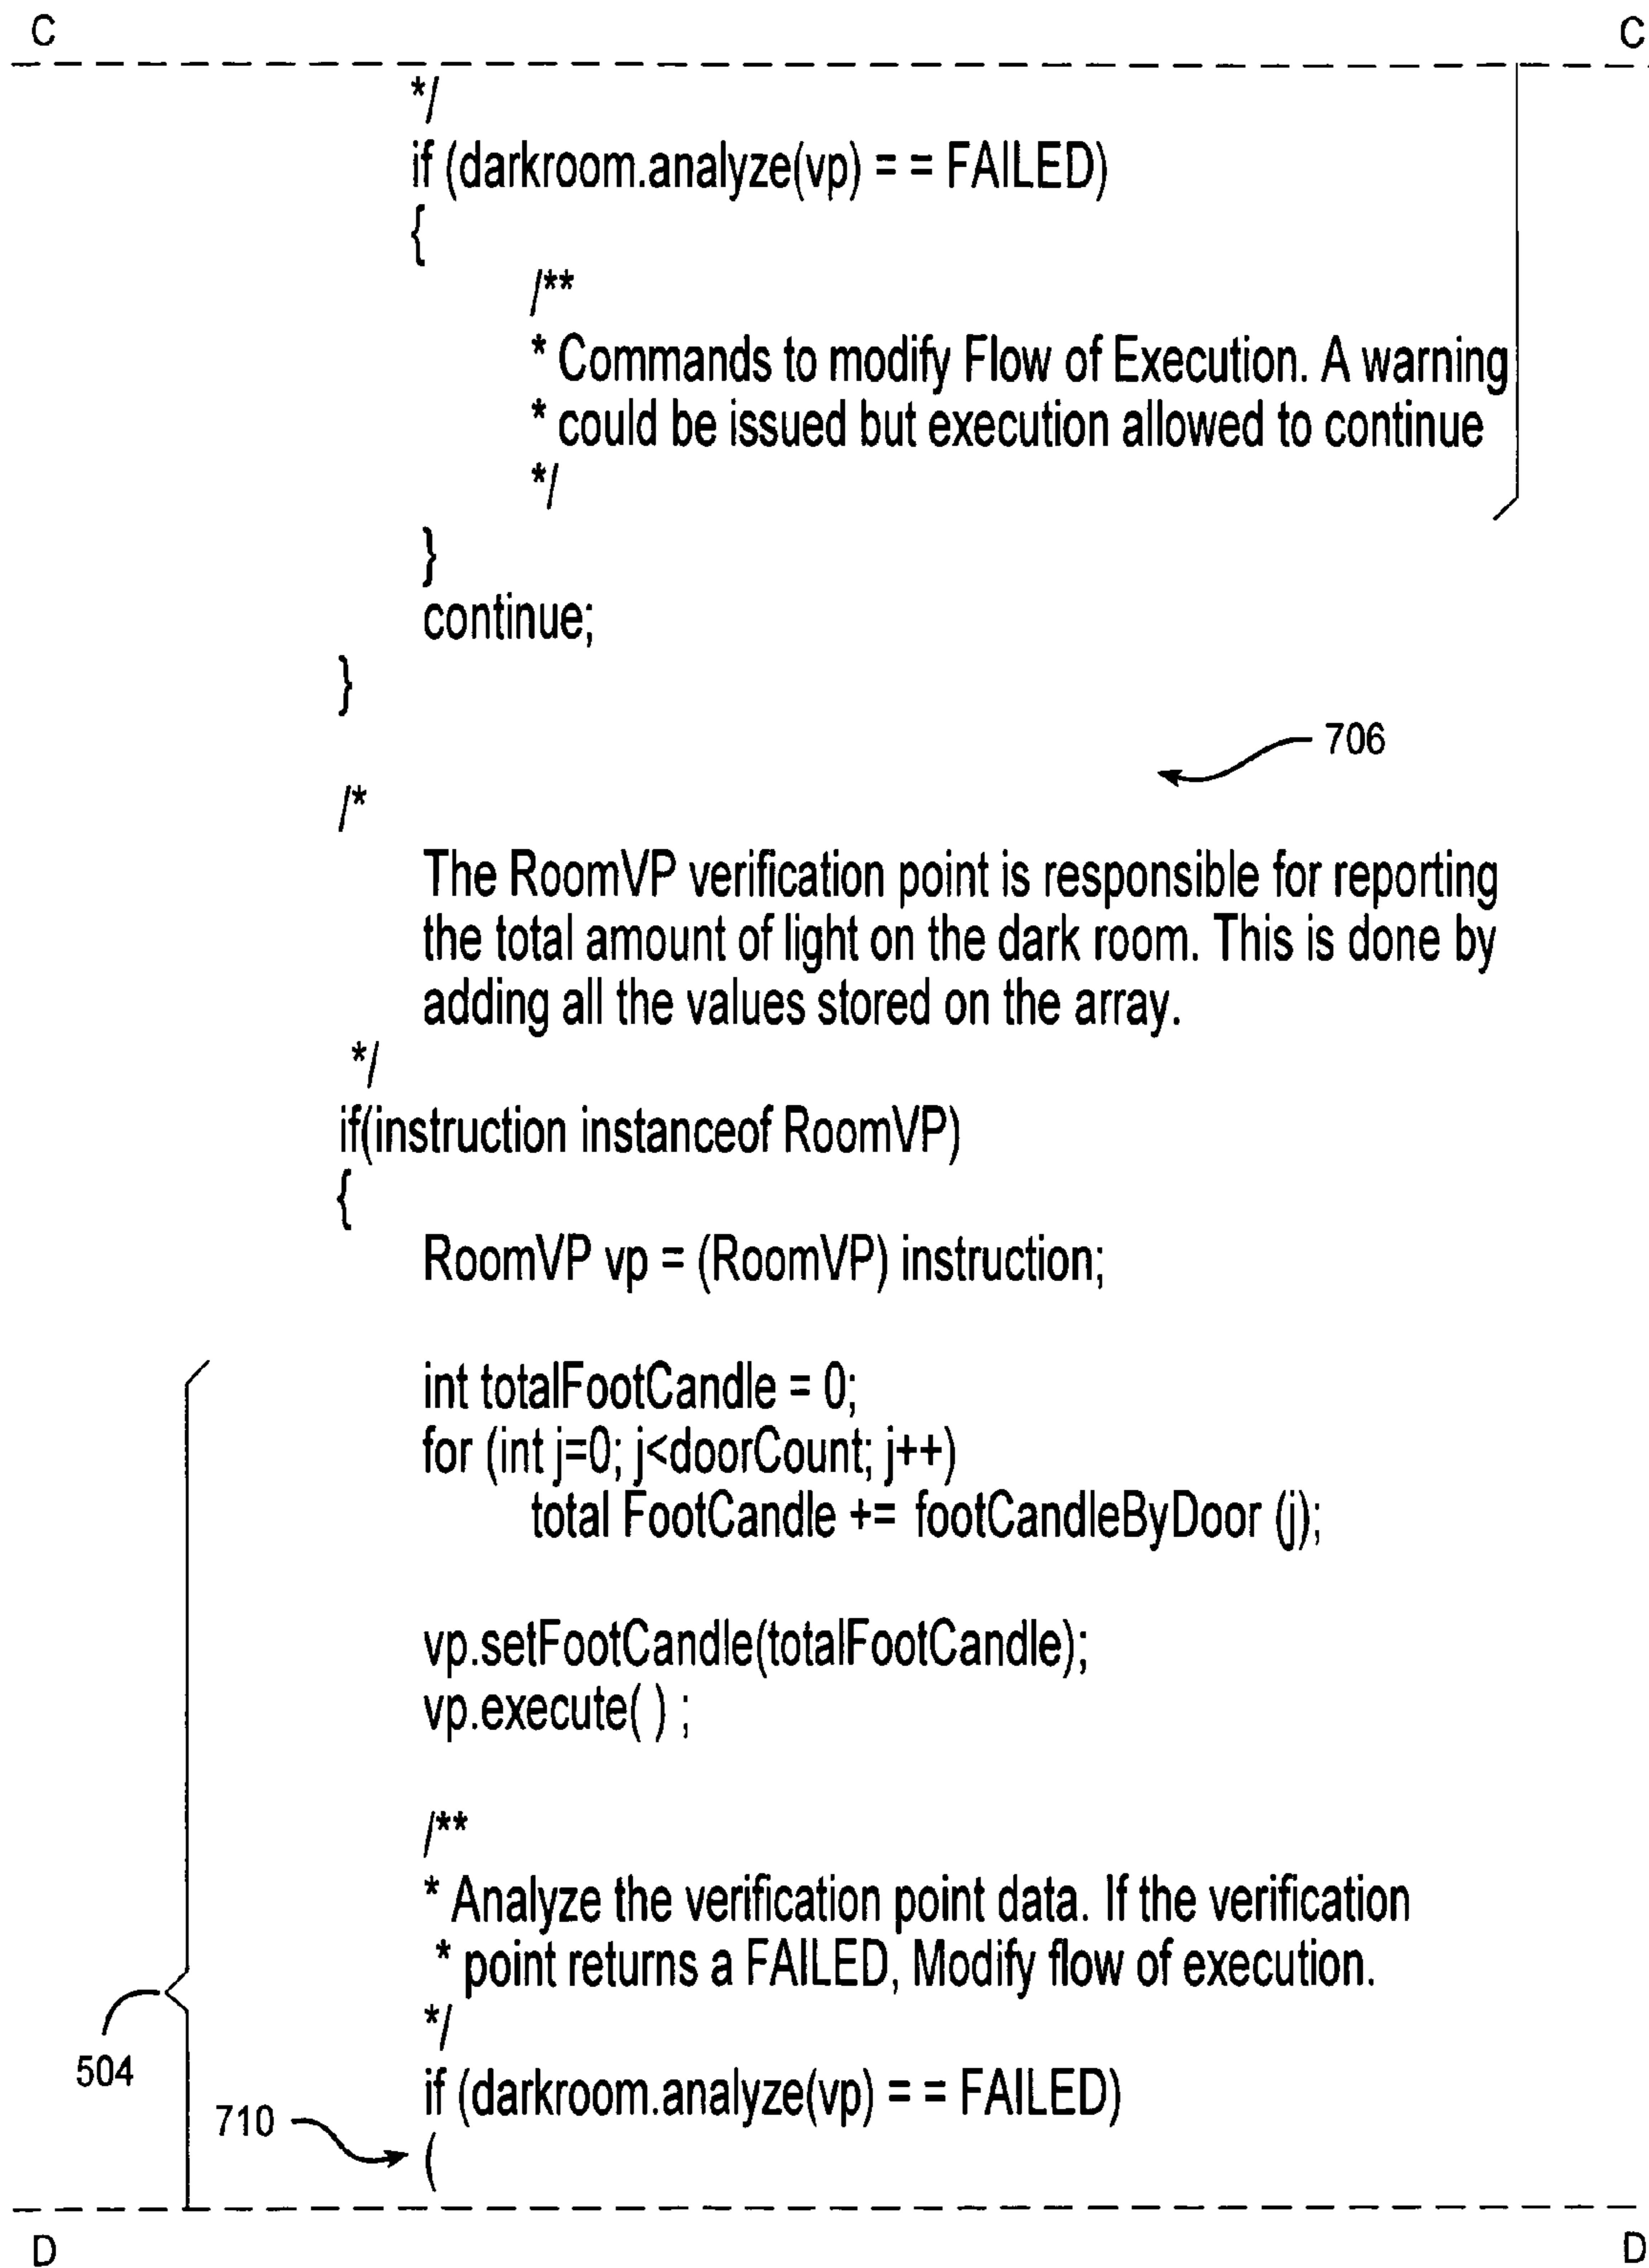 C C
*/
if (darkroom.analyze(vp) = = FAILED)
{
/**
* Commands to modify Flow of Execution. A warning
* could be issued but execution allowed to continue
*/
}
continue;
}
706
/*
The RoomVP verification point is responsible for reporting
the total amount of light on the dark room. This is done by
adding all the values stored on the array.
*/
if(instruction instanceof RoomVP)
{
RoomVP vp = (RoomVP) instruction;
int totalFootCandle = 0;
for (int j=0; j<doorCount; j++)
total FootCandle += footCandleByDoor (j);
vp.setFootCandle(totalFootCandle);
vp.execute( ) ;
/**
* Analyze the verification point data. If the verification
* point returns a FAILED, Modify flow of execution.
*/
504
if (darkroom.analyze(vp) = = FAILED)
710
(
D D